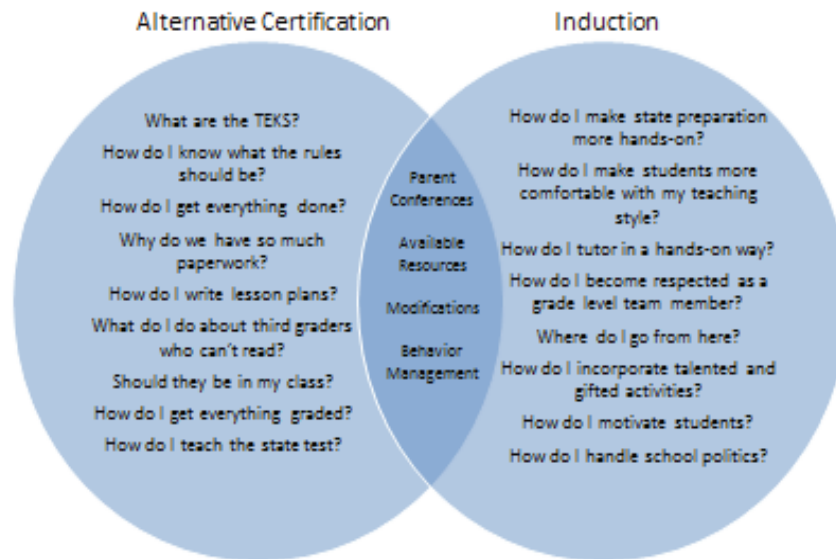 Alternative Certification
Induction
What are the TEKS?
How do I know what the rules
should be?
How do I get everything done?
Why do we have so much
paperwork?
How do I write lesson plans?
What do I do about third graders
who can't read?
Should they be in my class?
How do I get everything graded?
How do I teach the state test?
Parent
Conferences
Available
Resources
Modifications
Behavior
Management
How do I make state preparation
more hands-on?
How do I make students more
comfortable with my teaching
style?
How do I tutor in a hands-on way?
How do I become respected as a
grade level team member?
Where do I go from here?
How do I incorporate talented and
gifted activities?
How do I motivate students?
How do I handle school politics?